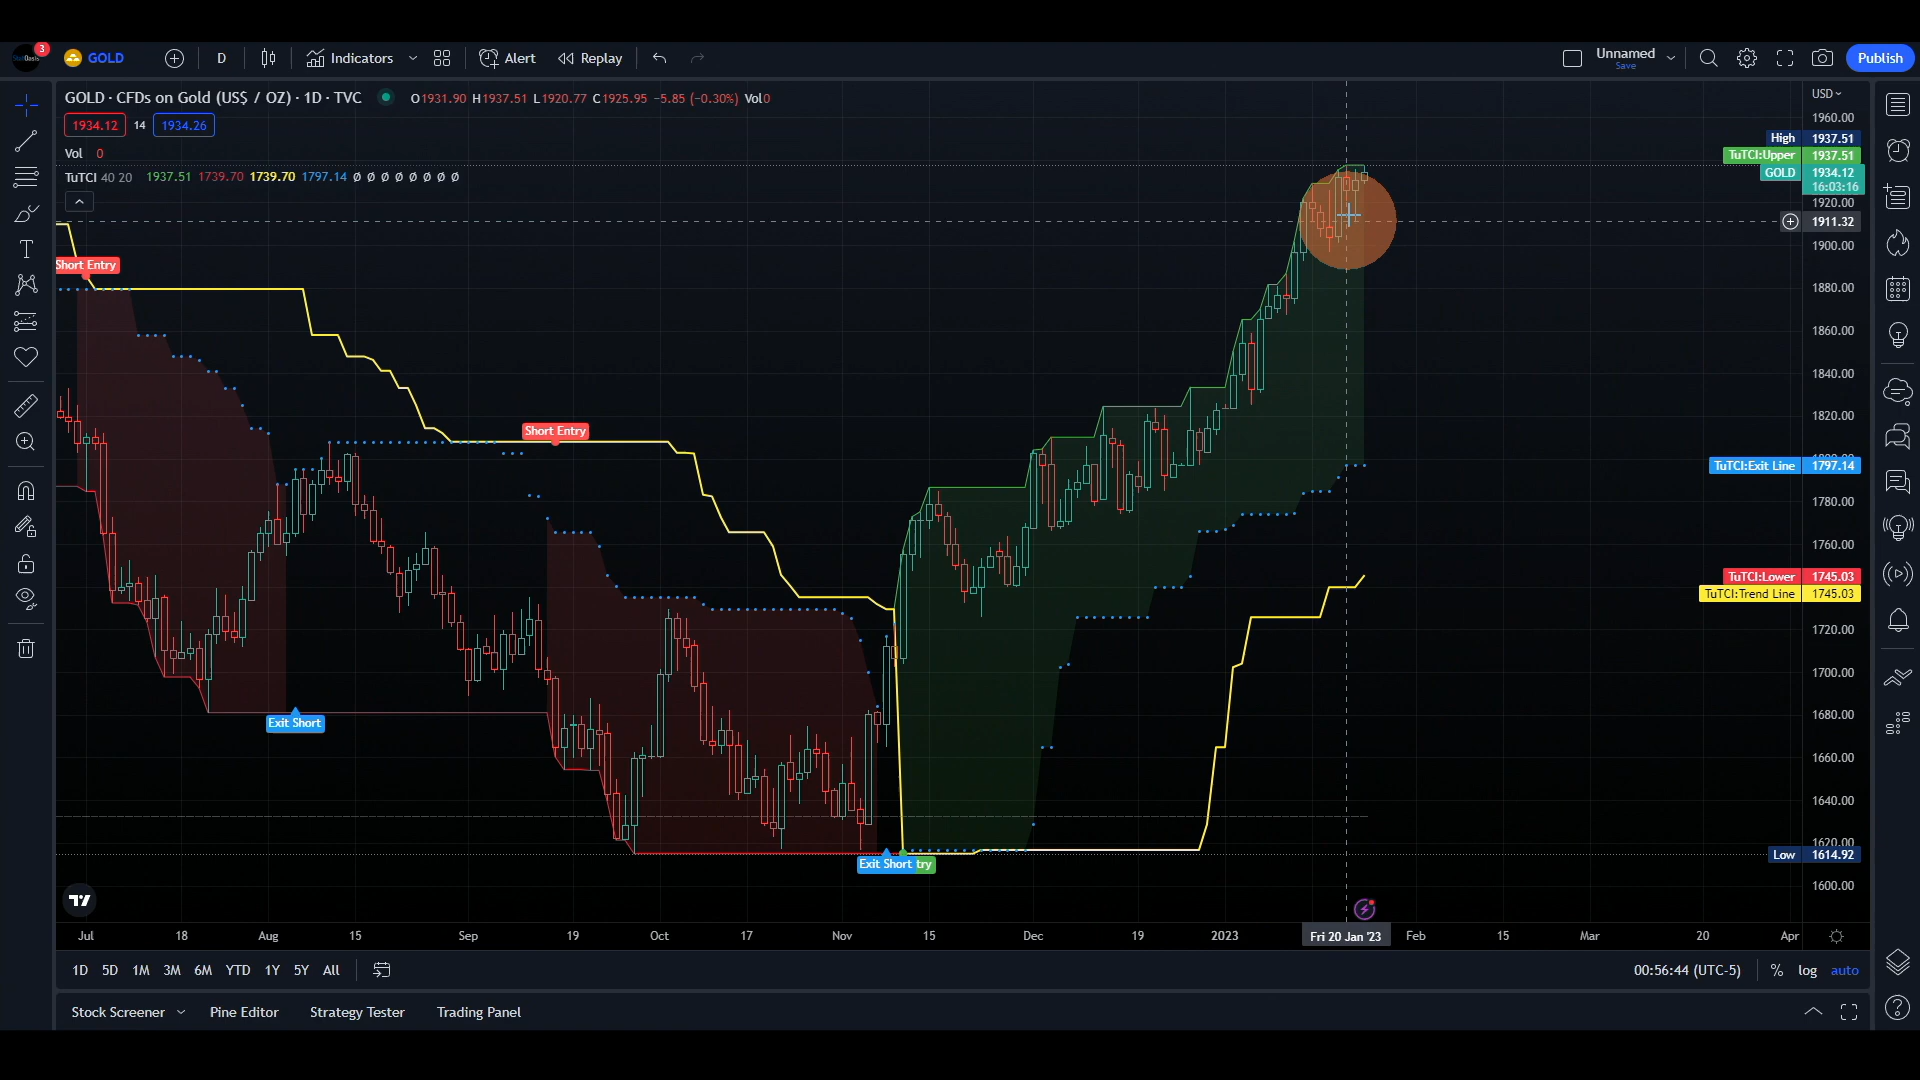 3
GOLD
D
Indicators
Alert
Replay
Unnamed
Save
Publish
GOLD · CFDs on Gold (US$ / OZ) · 1D · TVC O1931.90 H1937.51 L1920.77 C1925.95 −5.85 (−0.30%) Vol0
1934.12 14 1934.26
Vol 0
TuTCI 40 20 1937.51 1739.70 1739.70 1797.14 Ø Ø Ø Ø Ø Ø Ø Ø
USD
1960.00
High 1937.51
TuTCI:Upper 1937.51
GOLD 1934.12
16:03:16
1920.00
1911.32
1900.00
1880.00
1860.00
1840.00
1820.00
TuTCI:Exit Line 1797.14
1780.00
1760.00
TuTCI:Lower 1745.03
TuTCI:Trend Line 1745.03
1720.00
1700.00
1680.00
1660.00
1640.00
1620.00
Low 1614.92
1600.00
Short Entry
Short Entry
Exit Short
Exit Short try
Jul 18 Aug 15 Sep 19 Oct 17 Nov 15 Dec 19 2023 Fri 20 Jan '23 Feb 15 Mar 20 Apr
1D 5D 1M 3M 6M YTD 1Y 5Y All
00:56:44 (UTC-5) % log auto
Stock Screener Pine Editor Strategy Tester Trading Panel